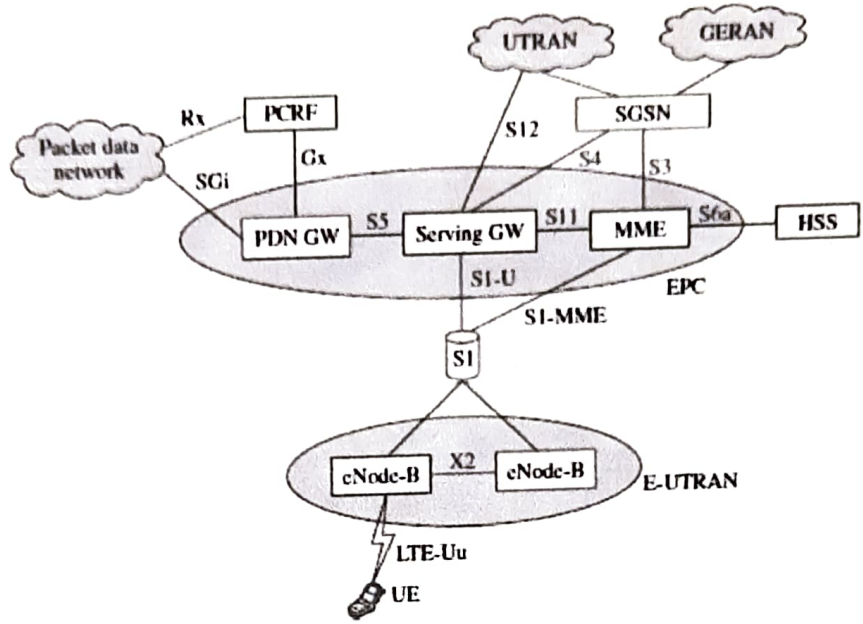 UTRAN
GERAN
Rx
PCRF
SGSN
Packet data
network
Gx
S12
S4
S3
SGi
PDN GW
S5
Serving GW
S11
MME
S6a
HSS
S1-U
EPC
S1-MME
S1
eNode-B
X2
eNode-B
E-UTRAN
LTE-Uu
UE